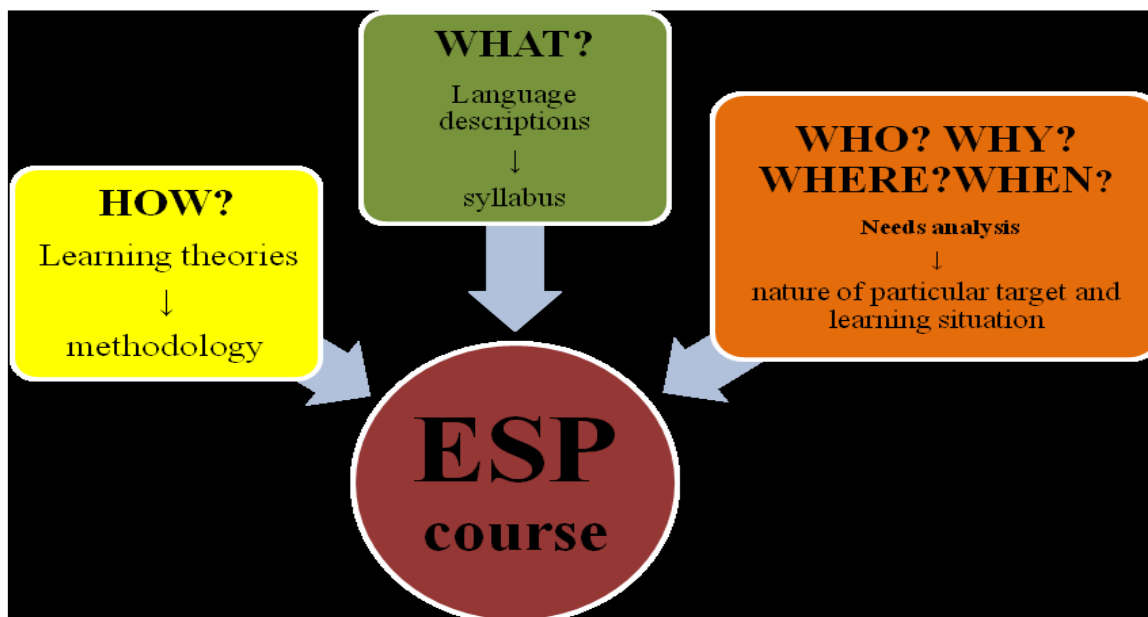 HOW?
Learning theories
↓
methodology
WHAT?
Language
descriptions
↓
syllabus
WHO? WHY?
WHERE?WHEN?
Needs analysis
↓
nature of particular target and
learning situation
ESP
course